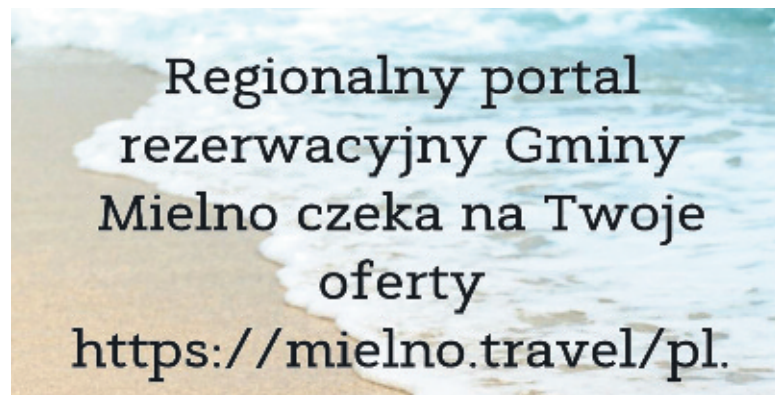 Regionalny portal
rezerwacyjny Gminy
Mielno czeka na Twoje
oferty
https://mielno.travel/pl.